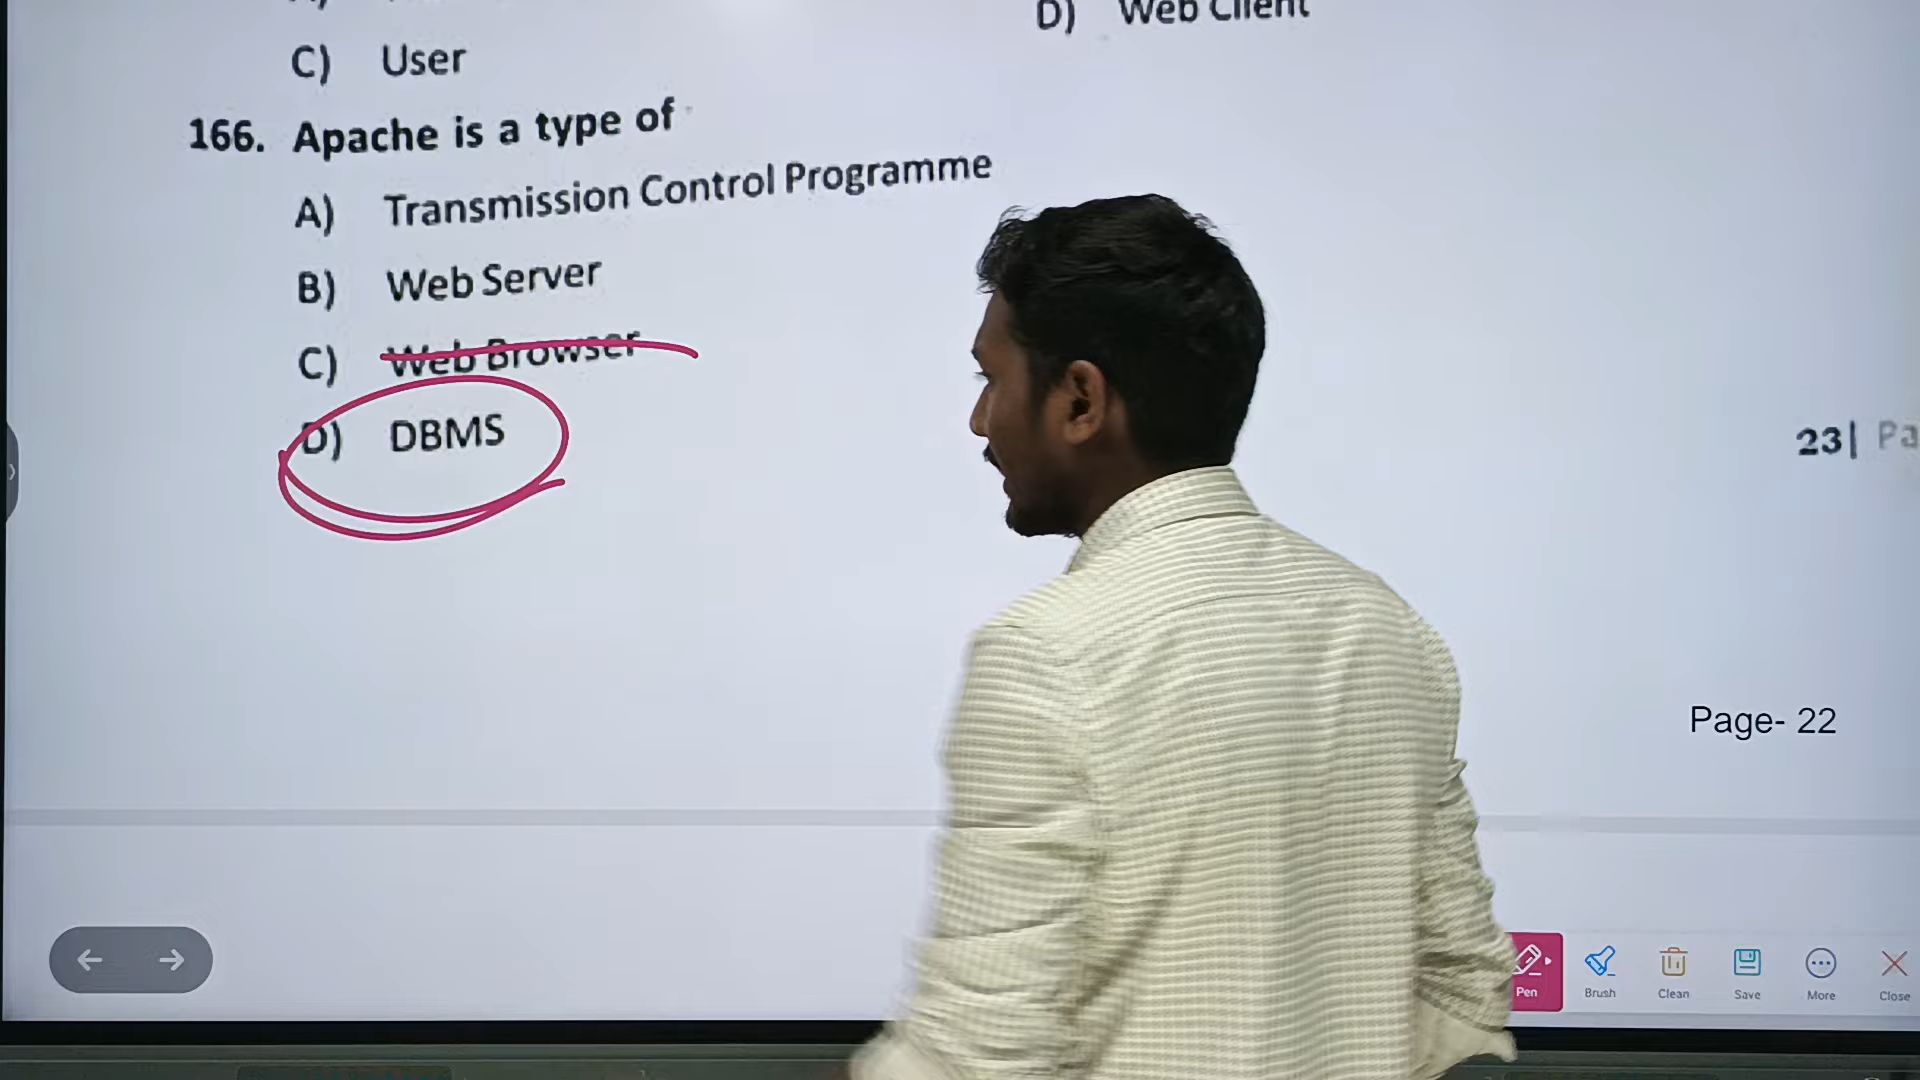 D) Web Client
C) User
166. Apache is a type of
A) Transmission Control Programme
B) Web Server
C) Web Browser
D) DBMS
23| Pa
Page- 22
Pen
Brush
Clean
Save
More
Close